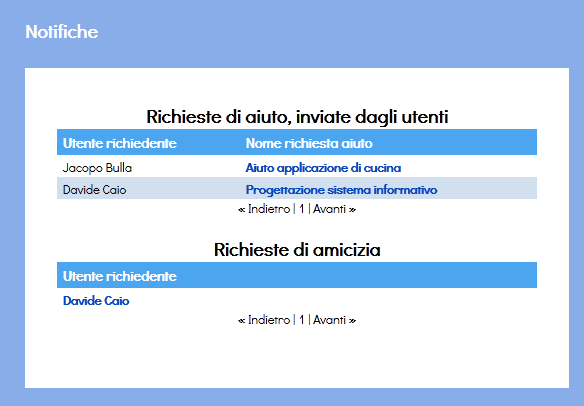 Notifiche
Richieste di aiuto, inviate dagli utenti
Utente richiedente Nome richiesta aiuto
Jacopo Bulla Aiuto applicazione di cucina
Davide Caio Progettazione sistema informativo
« Indietro | 1 | Avanti »
Richieste di amicizia
Utente richiedente
Davide Caio
« Indietro | 1 | Avanti »